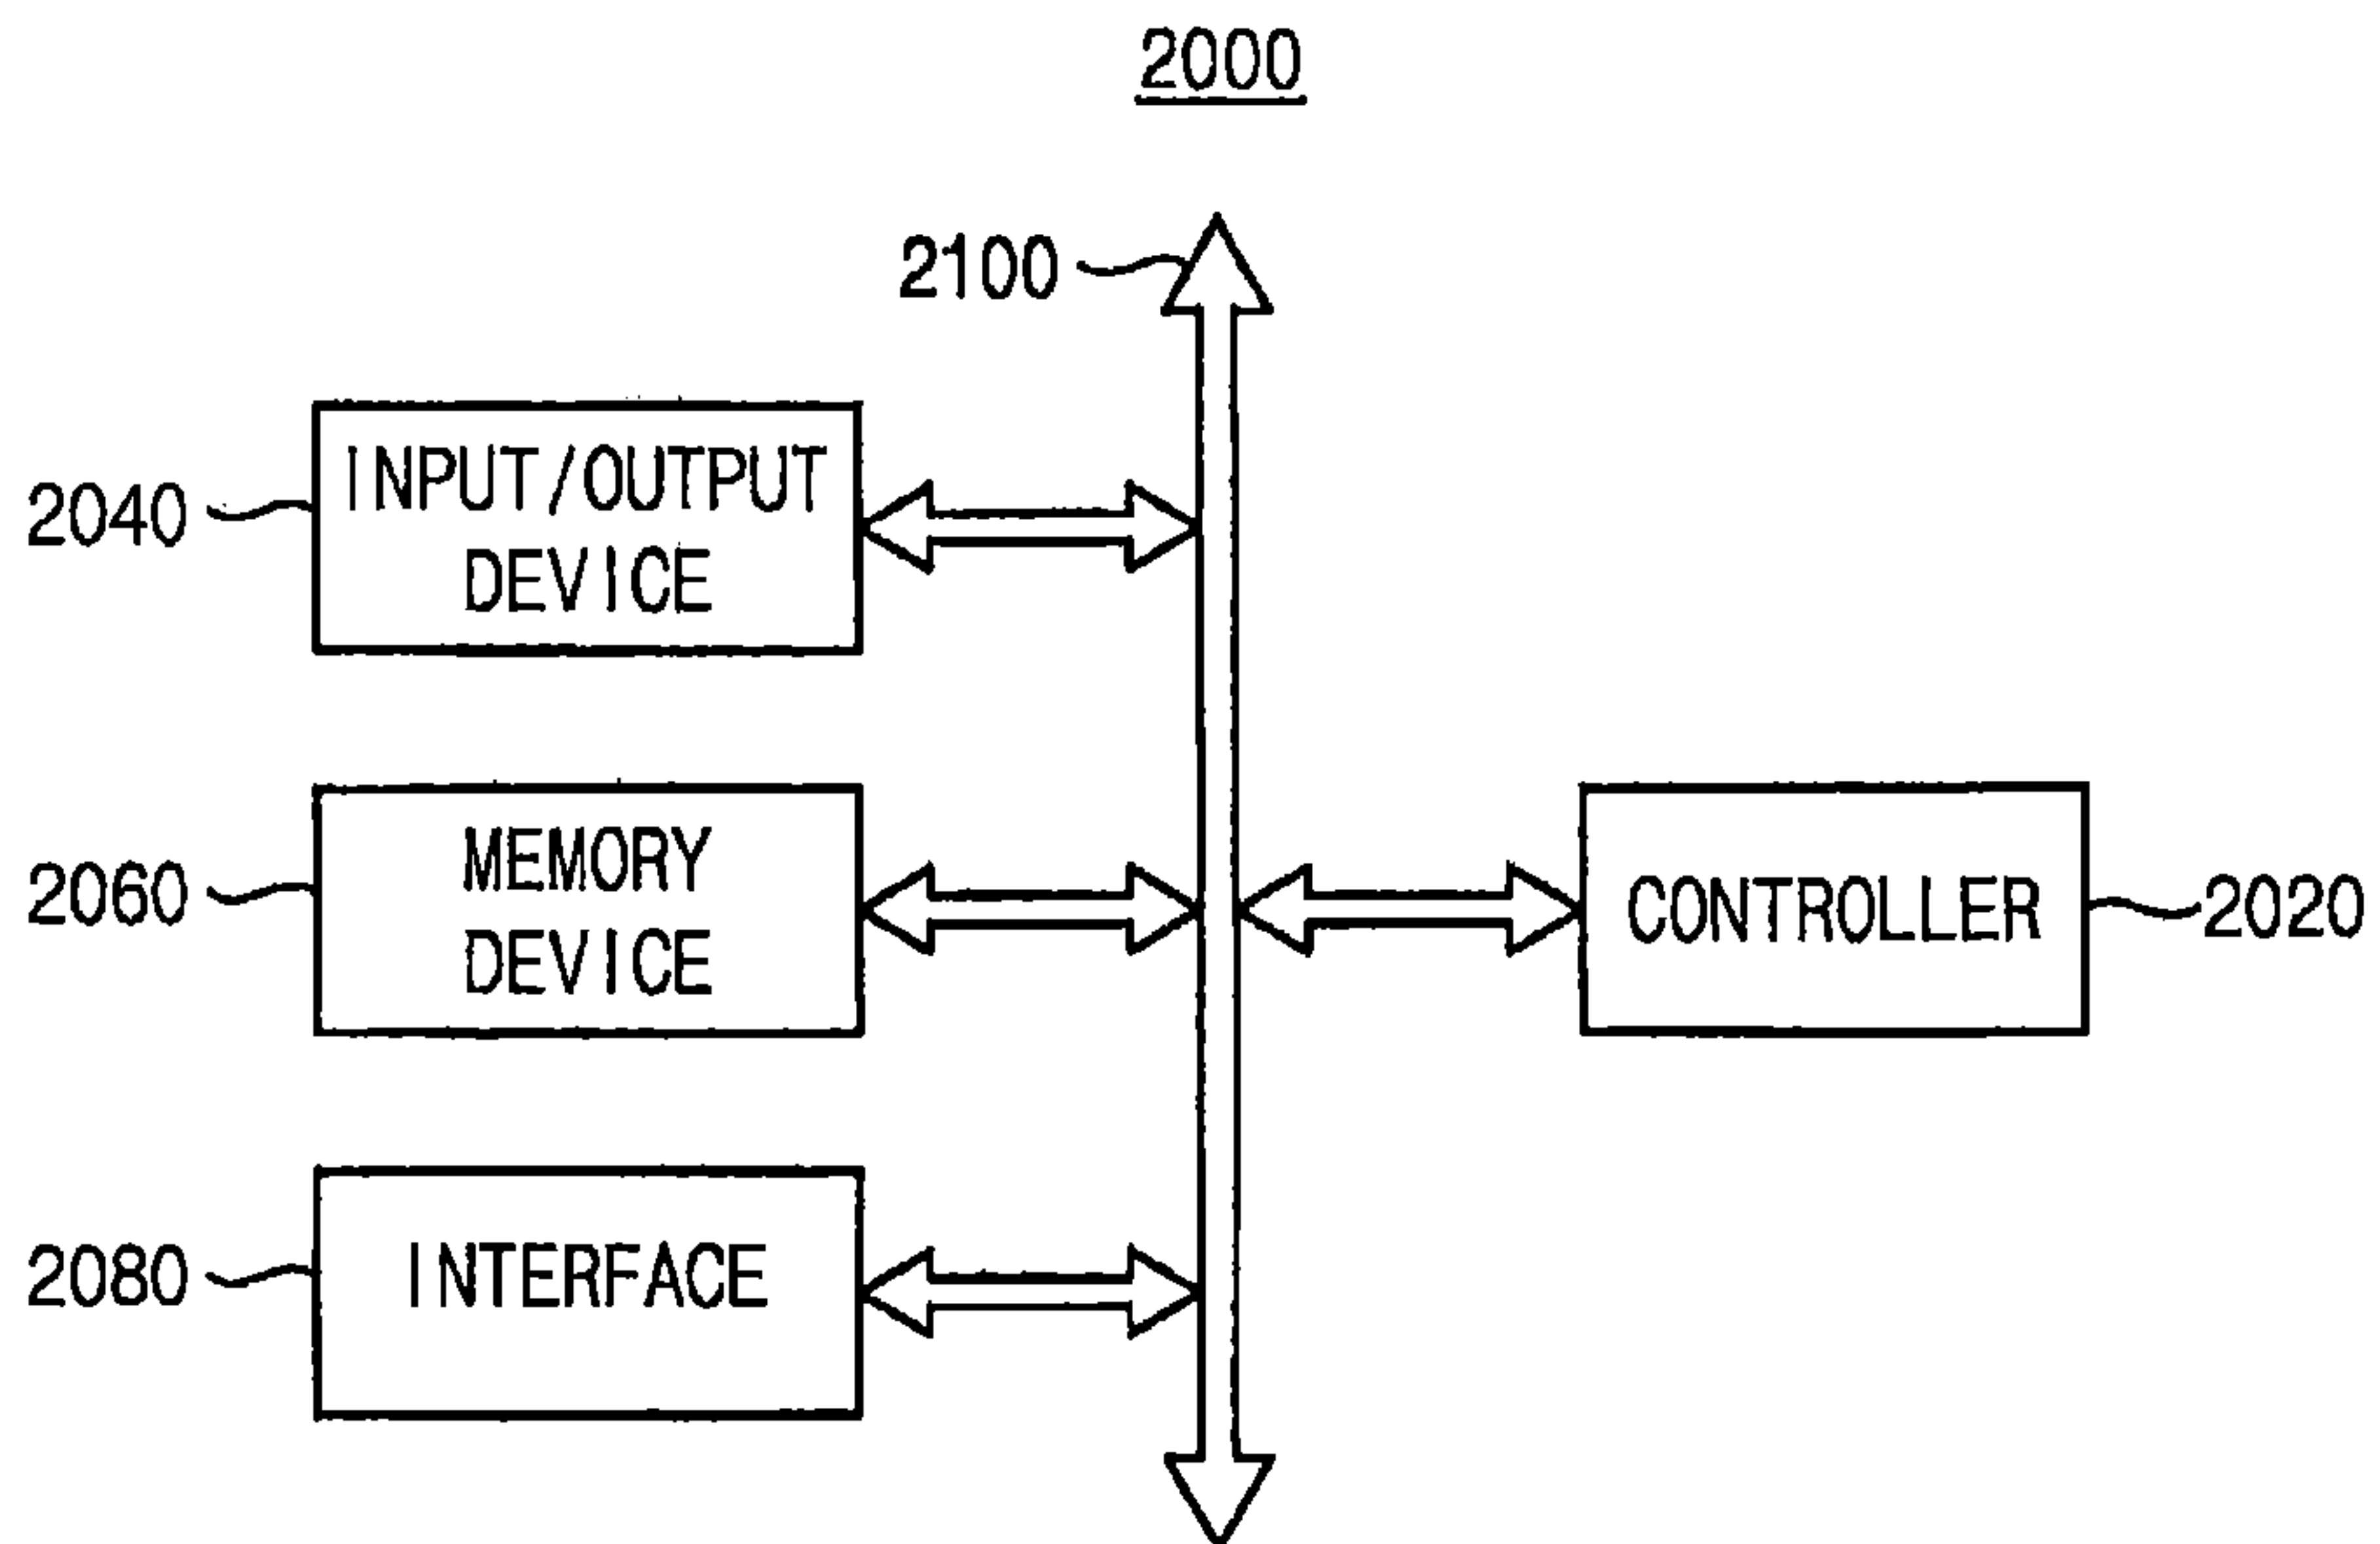 2000
2100
2040
INPUT/OUTPUT
DEVICE
2060
MEMORY
DEVICE
CONTROLLER
2020
2080
INTERFACE